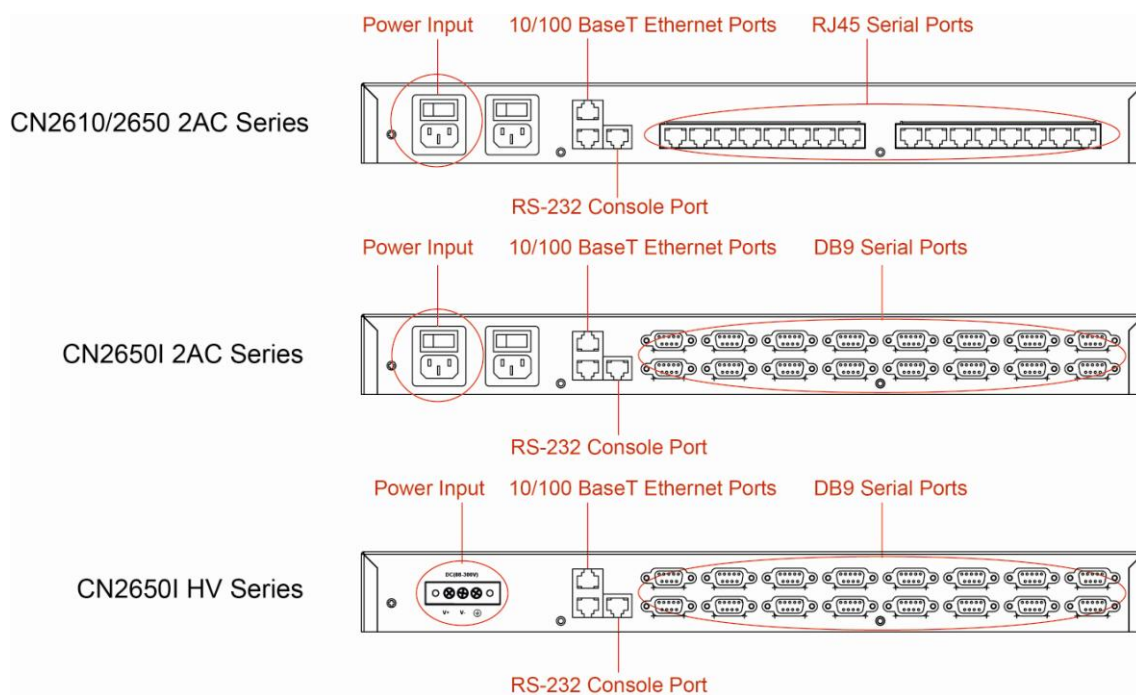 Power Input 10/100 BaseT Ethernet Ports RJ45 Serial Ports
CN2610/2650 2AC Series
RS-232 Console Port
Power Input 10/100 BaseT Ethernet Ports DB9 Serial Ports
CN2650I 2AC Series
RS-232 Console Port
Power Input 10/100 BaseT Ethernet Ports DB9 Serial Ports
CN2650I HV Series
V+ V-
RS-232 Console Port